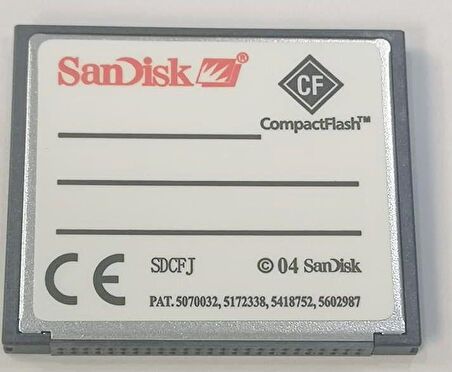 SanDisk ®
CF
CompactFlash™
CE
SDCFJ
© 04 SanDisk
PAT. 5070032, 5172338, 5418752, 5602987